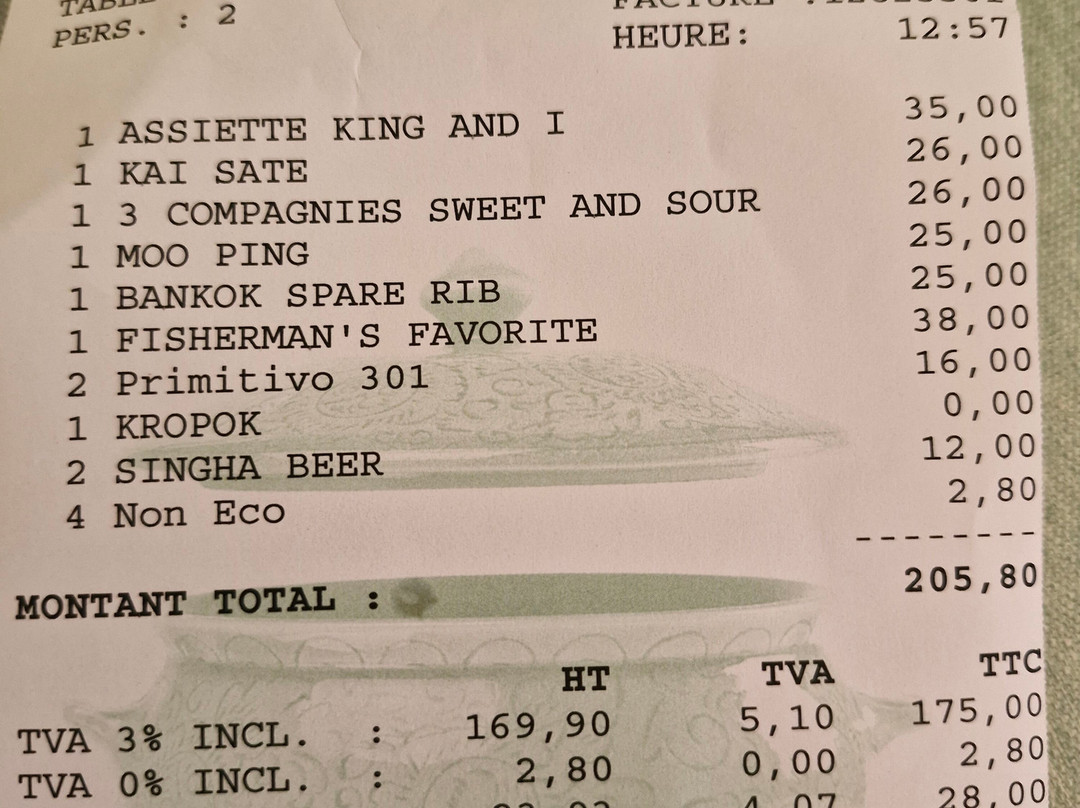 PERS. : 2
HEURE: 12:57
1 ASSIETTE KING AND I 35,00
1 KAI SATE 26,00
1 3 COMPAGNIES SWEET AND SOUR 26,00
1 MOO PING 25,00
1 BANKOK SPARE RIB 25,00
1 FISHERMAN'S FAVORITE 38,00
2 Primitivo 301 16,00
1 KROPOK 0,00
2 SINGHA BEER 12,00
4 Non Eco 2,80
--------
MONTANT TOTAL : 205,80
HT TVA TTC
TVA 3% INCL. : 169,90 5,10 175,00
TVA 0% INCL. : 2,80 0,00 2,80
28,00